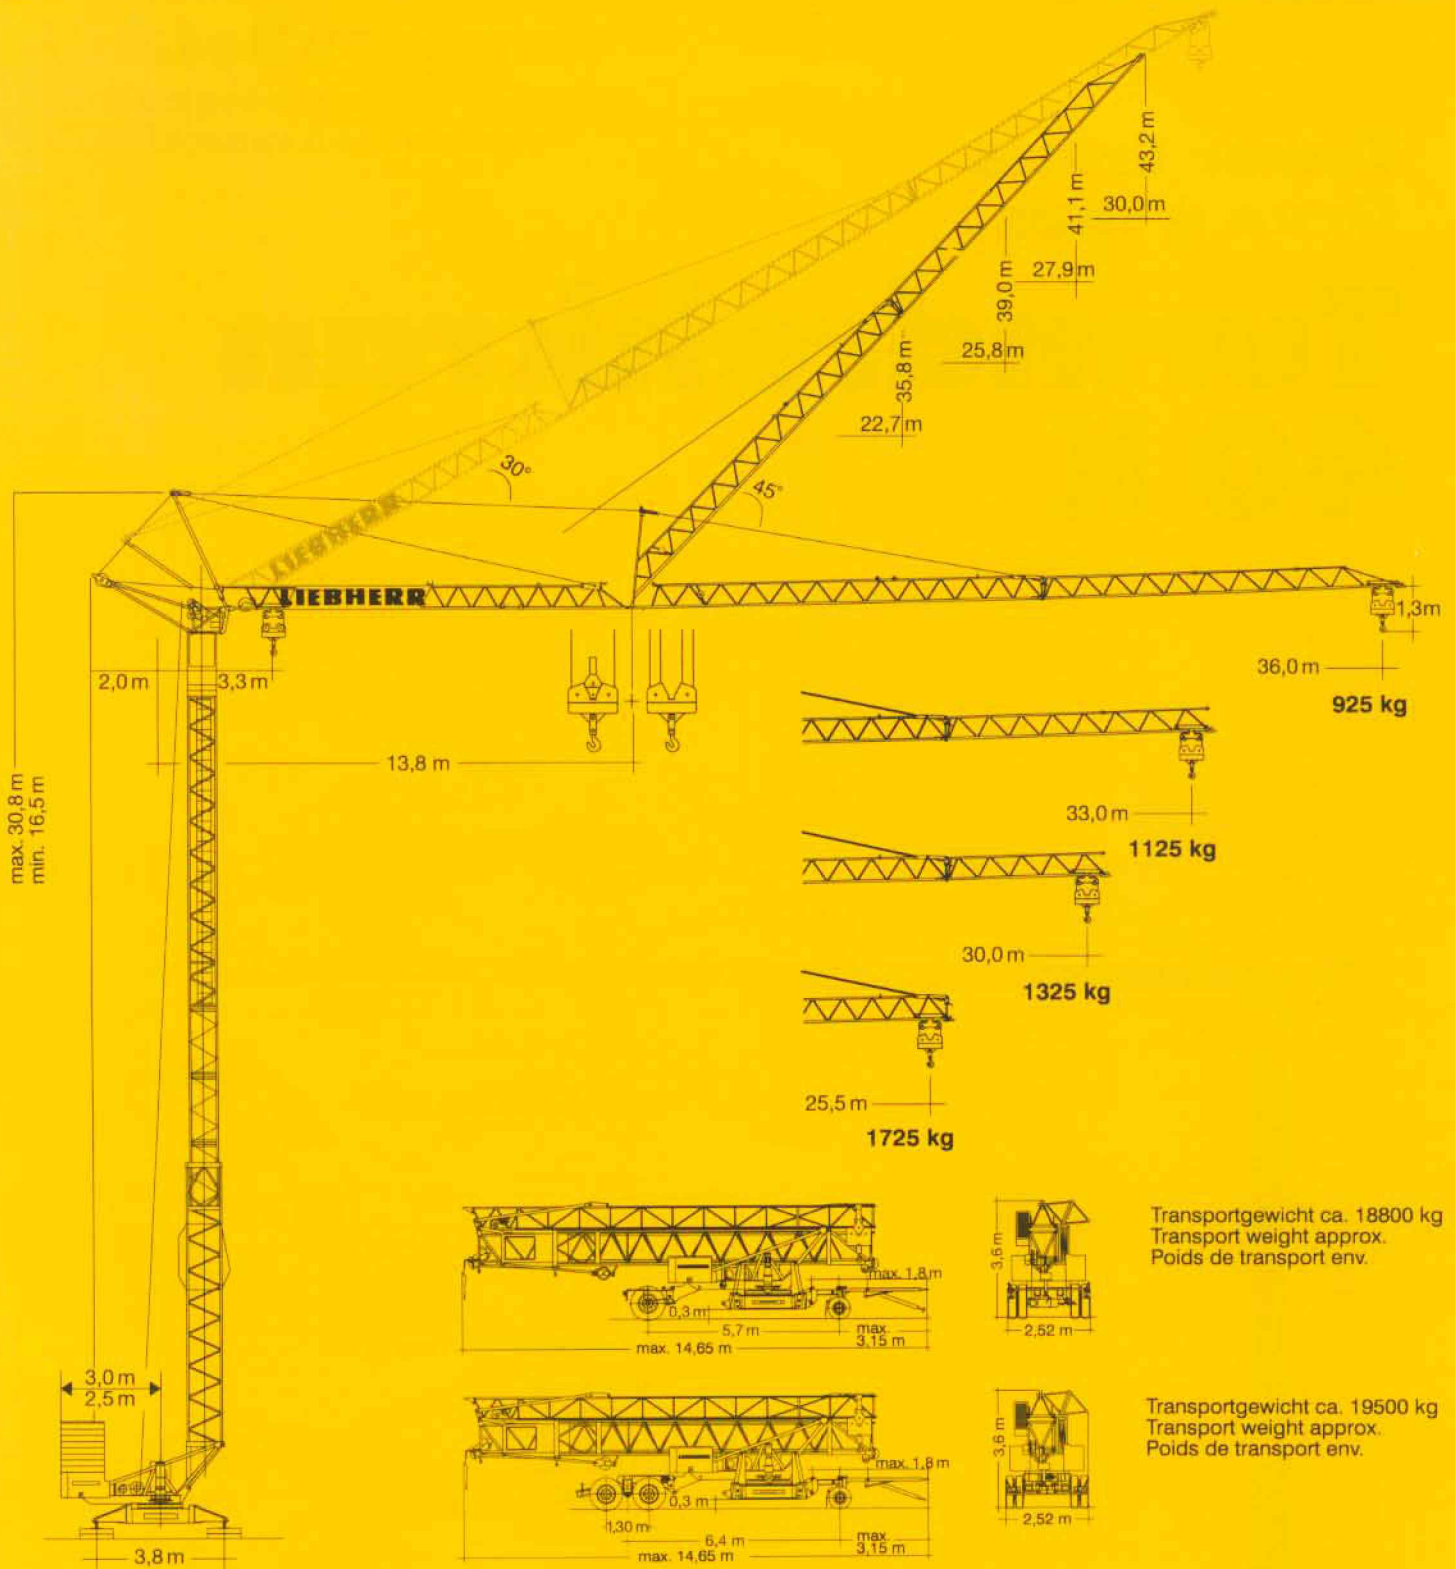 43,2 m
30,0 m
41,1 m
27,9 m
39,0 m
25,8 m
35,8 m
22,7 m
30°
45°
LIEBHERR
LIEBHERR
1,3m
36,0 m
925 kg
2,0 m
3,3 m
13,8 m
max. 30,8 m
min. 16,5 m
33,0 m
1125 kg
30,0 m
1325 kg
25,5 m
1725 kg
Transportgewicht ca. 18800 kg
Transport weight approx.
Poids de transport env.
3,6 m
2,52 m
max. 1,8 m
0,3 m
5,7 m
max.
3,15 m
max. 14,65 m
3,0 m
2,5 m
3,8 m
Transportgewicht ca. 19500 kg
Transport weight approx.
Poids de transport env.
3,6 m
2,52 m
max. 1,8 m
0,3 m
1,30 m
6,4 m
max.
3,15 m
max. 14,65 m